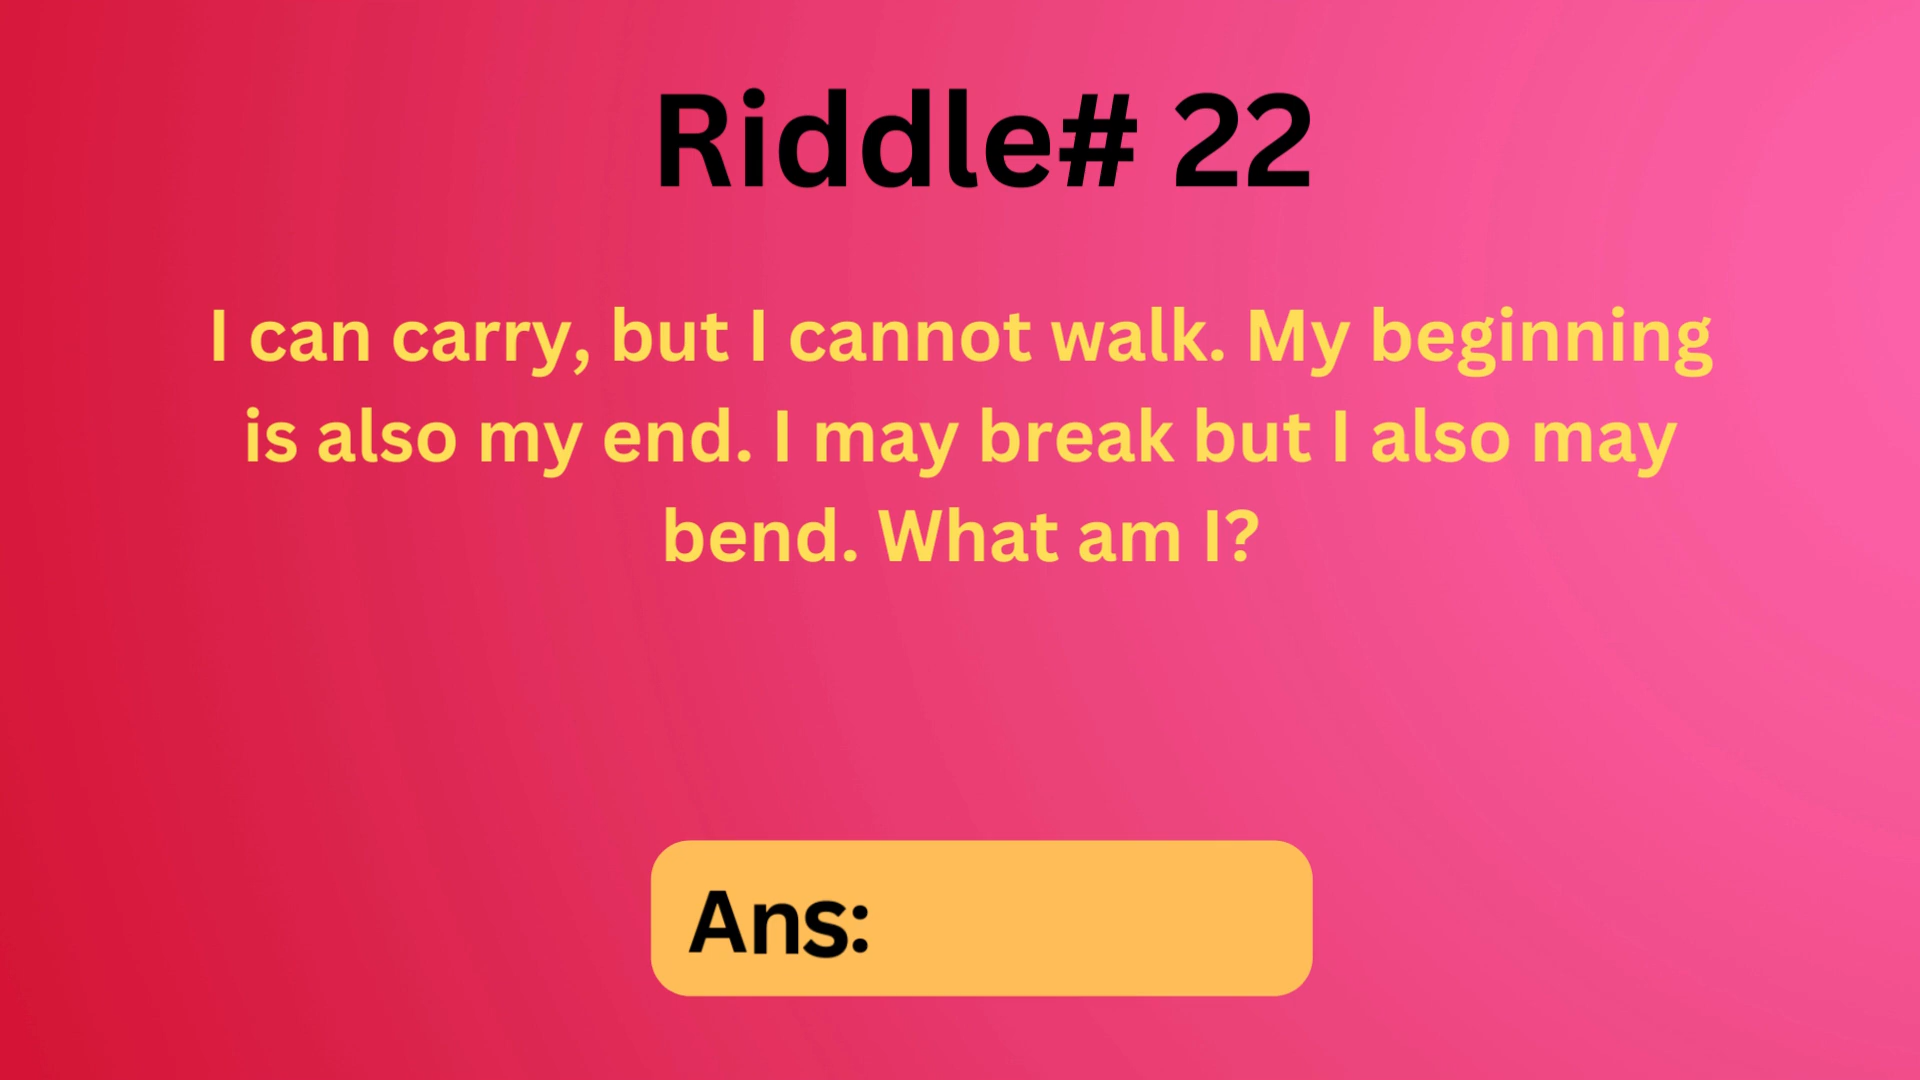 Riddle# 22
I can carry, but I cannot walk. My beginning
is also my end. I may break but I also may
bend. What am I?
Ans: